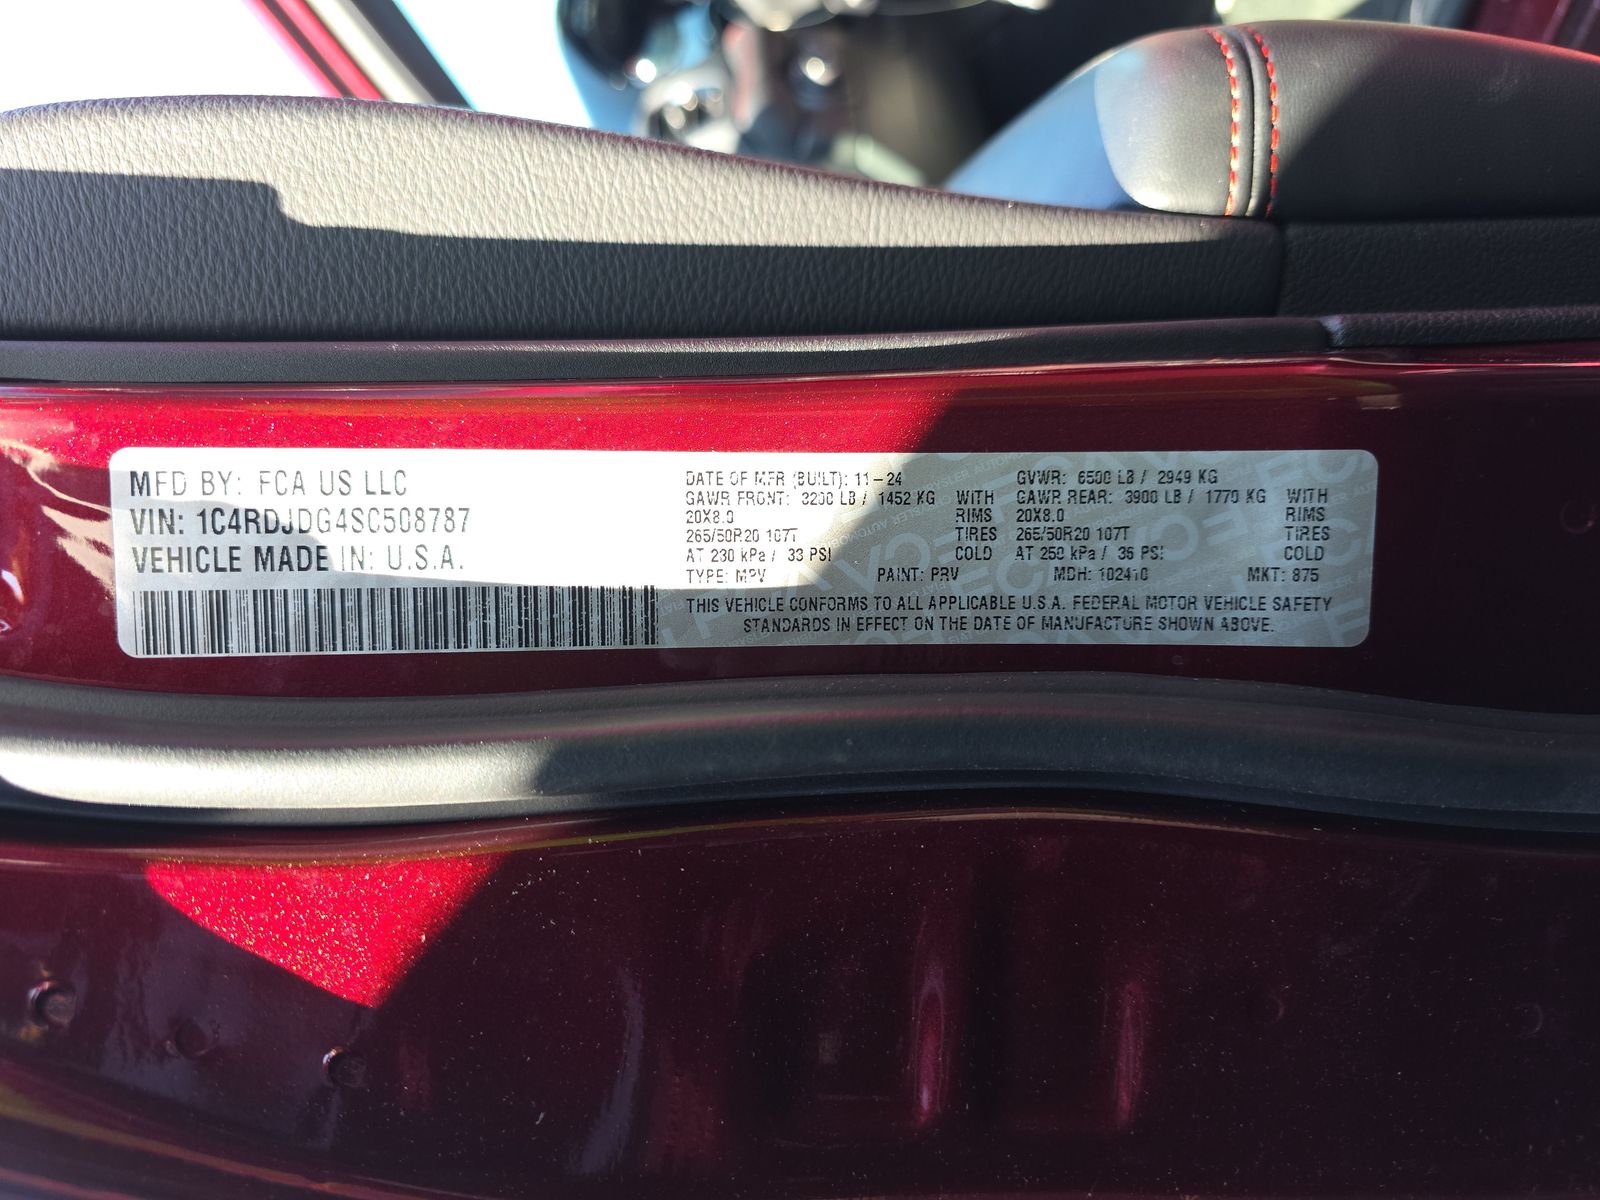 MFD BY: FCA US LLC
VIN: 1C4RDJDG4SC508787
VEHICLE MADE IN: U.S.A.
DATE OF MFR (BUILT): 11-24
GAWR FRONT: 3200 LB / 1452 KG WITH
20X8.0 RIMS
265/50R20 107T TIRES
AT 230 kPa / 33 PSI COLD
GVWR: 6500 LB / 2949 KG
GAWR REAR: 3900 LB / 1770 KG WITH
20X8.0 RIMS
265/50R20 107T TIRES
AT 250 kPa / 36 PSI COLD
TYPE: MPV PAINT: PRV MDH: 102410 MKT: 875
THIS VEHICLE CONFORMS TO ALL APPLICABLE U.S.A. FEDERAL MOTOR VEHICLE SAFETY
STANDARDS IN EFFECT ON THE DATE OF MANUFACTURE SHOWN ABOVE.